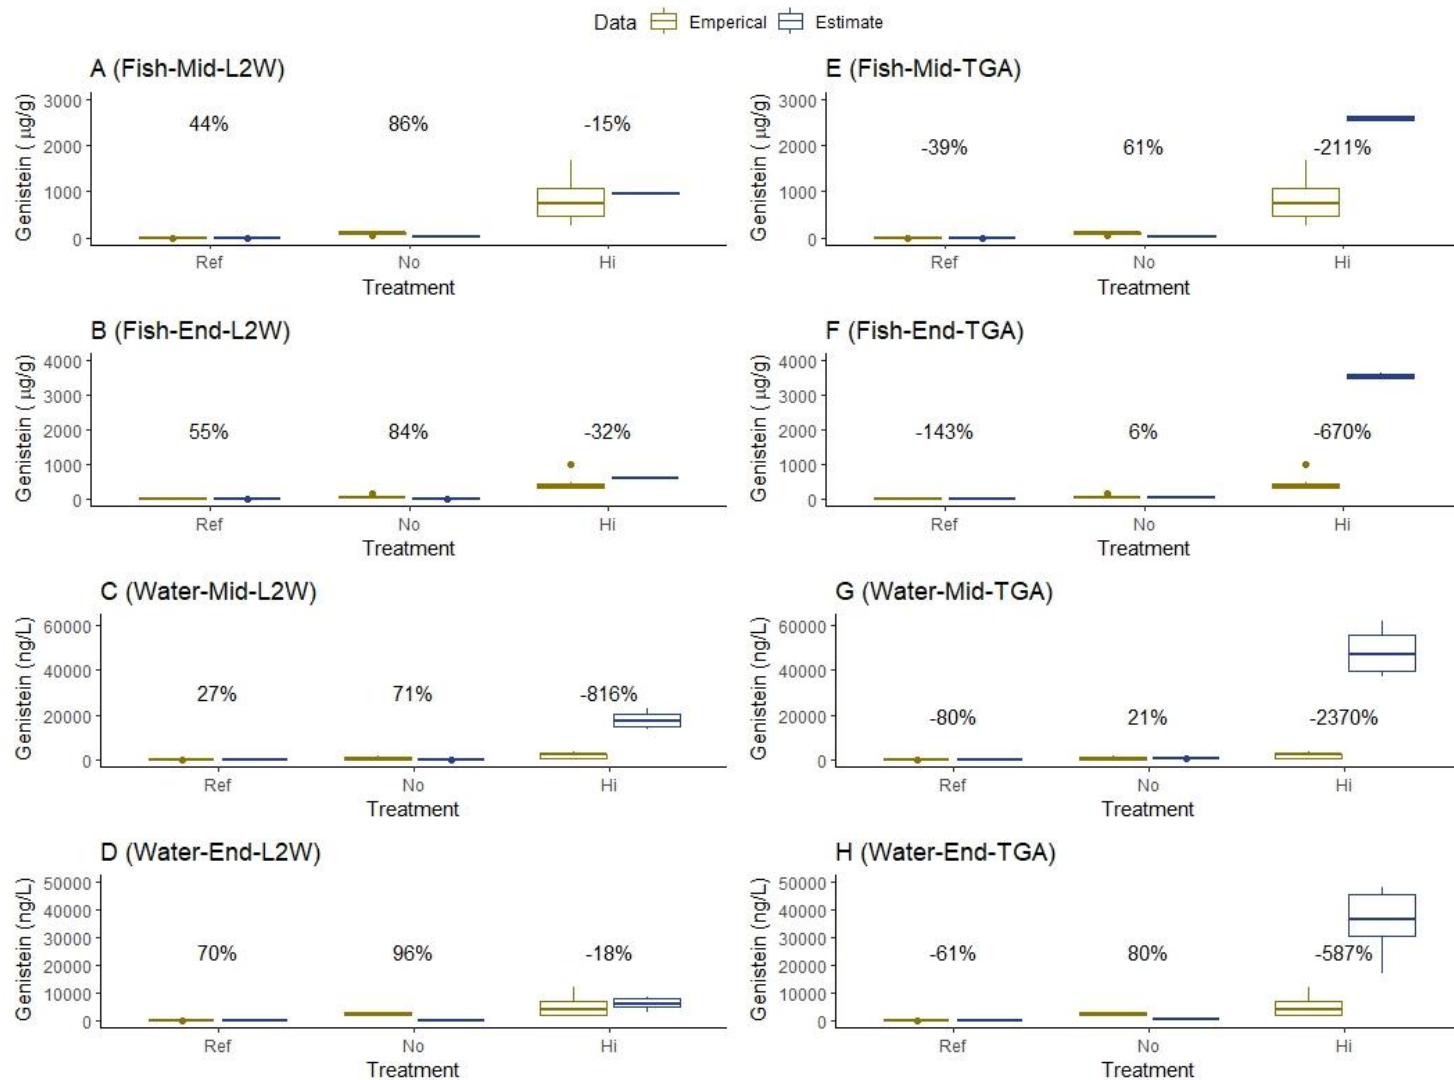 Data Emperical Estimate
A (Fish-Mid-L2W)
Genistein ( µg/g)
3000
2000
1000
0
44% 86% -15%
Ref No Hi
Treatment
E (Fish-Mid-TGA)
Genistein ( µg/g)
3000
2000
1000
0
-39% 61% -211%
Ref No Hi
Treatment
B (Fish-End-L2W)
Genistein ( µg/g)
4000
3000
2000
1000
0
55% 84% -32%
Ref No Hi
Treatment
F (Fish-End-TGA)
Genistein ( µg/g)
4000
3000
2000
1000
0
-143% 6% -670%
Ref No Hi
Treatment
C (Water-Mid-L2W)
Genistein (ng/L)
60000
40000
20000
0
27% 71% -816%
Ref No Hi
Treatment
G (Water-Mid-TGA)
Genistein (ng/L)
60000
40000
20000
0
-80% 21% -2370%
Ref No Hi
Treatment
D (Water-End-L2W)
Genistein (ng/L)
50000
40000
30000
20000
10000
0
70% 96% -18%
Ref No Hi
Treatment
H (Water-End-TGA)
Genistein (ng/L)
50000
40000
30000
20000
10000
0
-61% 80% -587%
Ref No Hi
Treatment